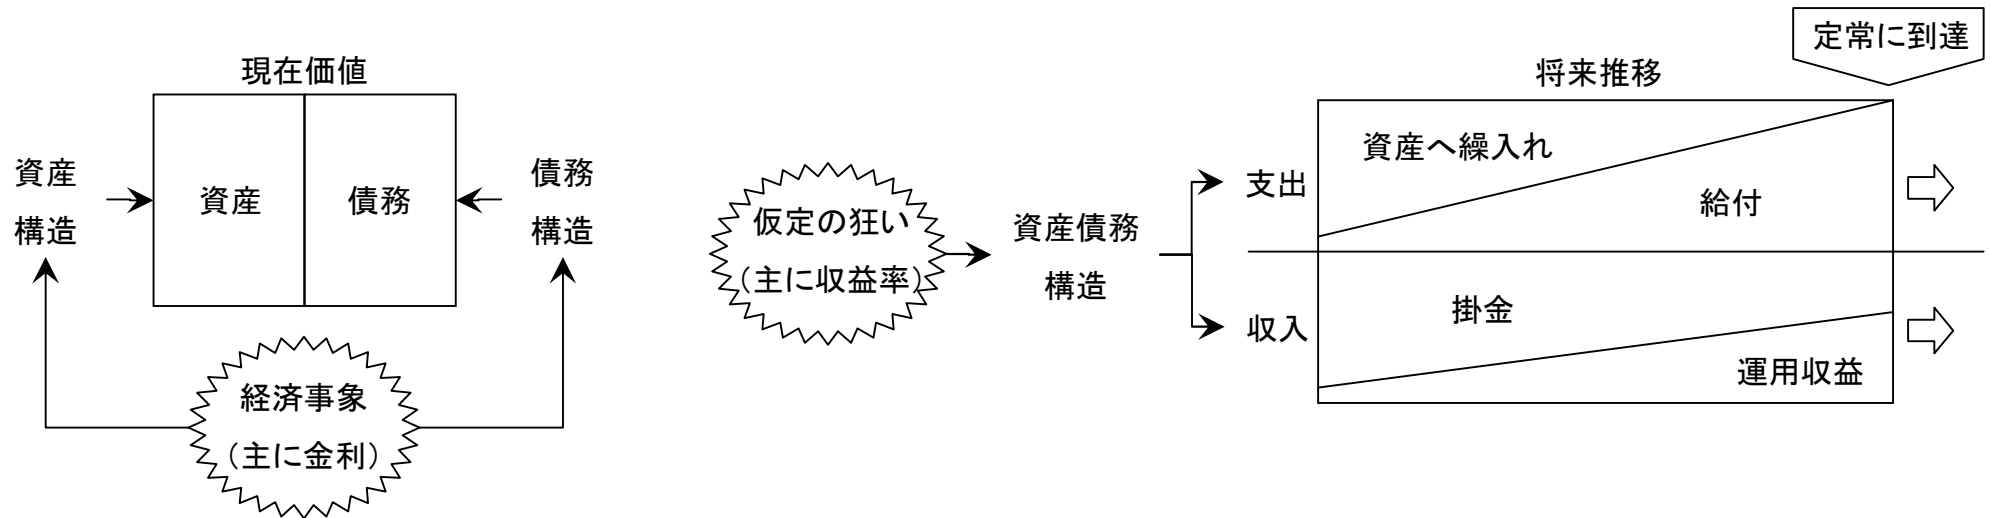 現在価値
資産
構造
資産
債務
債務
構造
経済事象
(主に金利)
仮定の狂い
(主に収益率)
資産債務
構造
定常に到達
将来推移
支出
収入
資産へ繰入れ
給付
掛金
運用収益